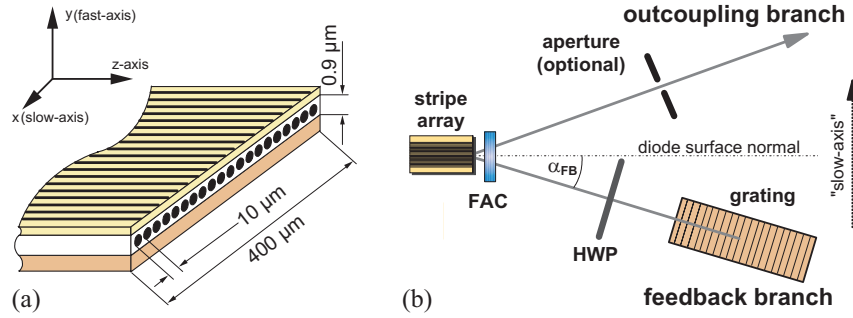 y(fast-axis)
z-axis
x(slow-axis)
0.9 µm
10 µm
400 µm
(a)
outcoupling branch
aperture
(optional)
stripe
array
diode surface normal
"slow-axis"
αFB
FAC
grating
HWP
feedback branch
(b)